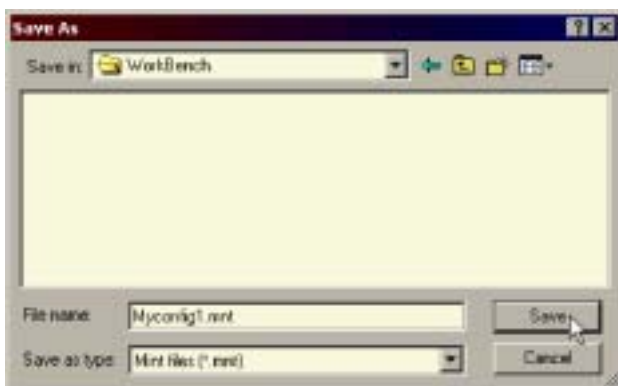 Save As
Save in: WorkBench
File name: Myconfig1.mnt
Save as type: Mint files (*.mnt)
Save
Cancel